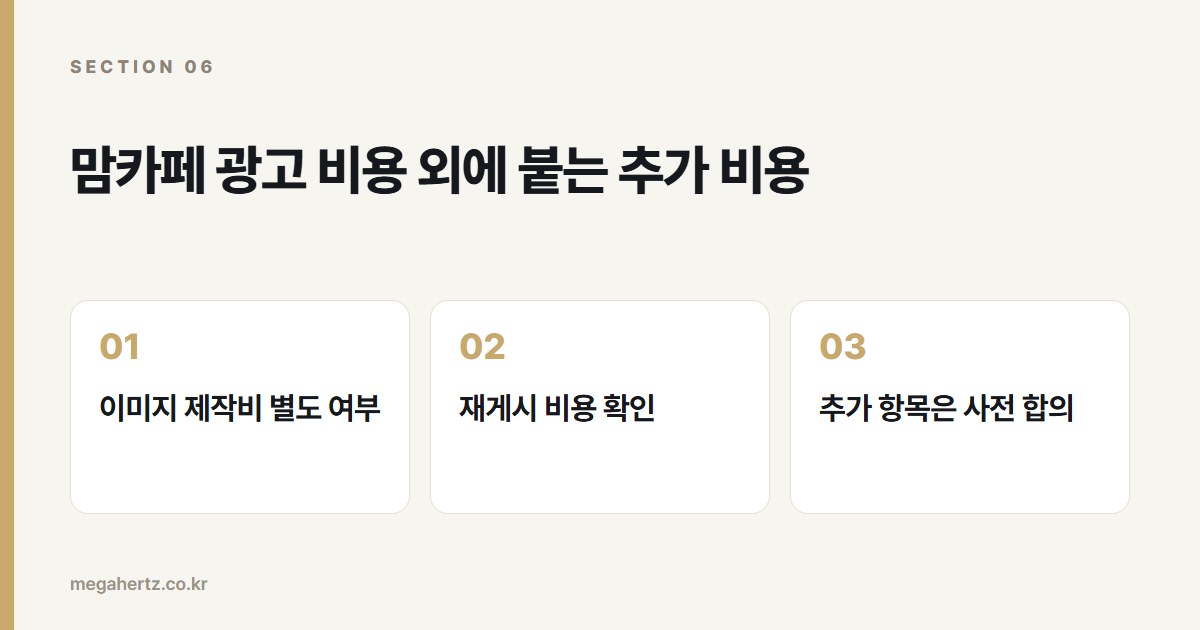 SECTION 06
맘카페 광고 비용 외에 붙는 추가 비용
01
이미지 제작비 별도 여부
02
재게시 비용 확인
03
추가 항목은 사전 합의
megahertz.co.kr